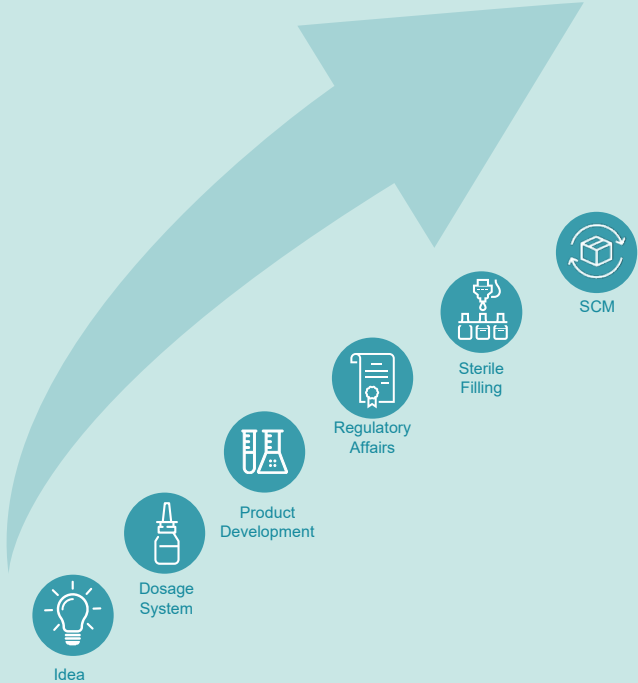 Idea
Dosage
System
Product
Development
Regulatory
Affairs
Sterile
Filling
SCM